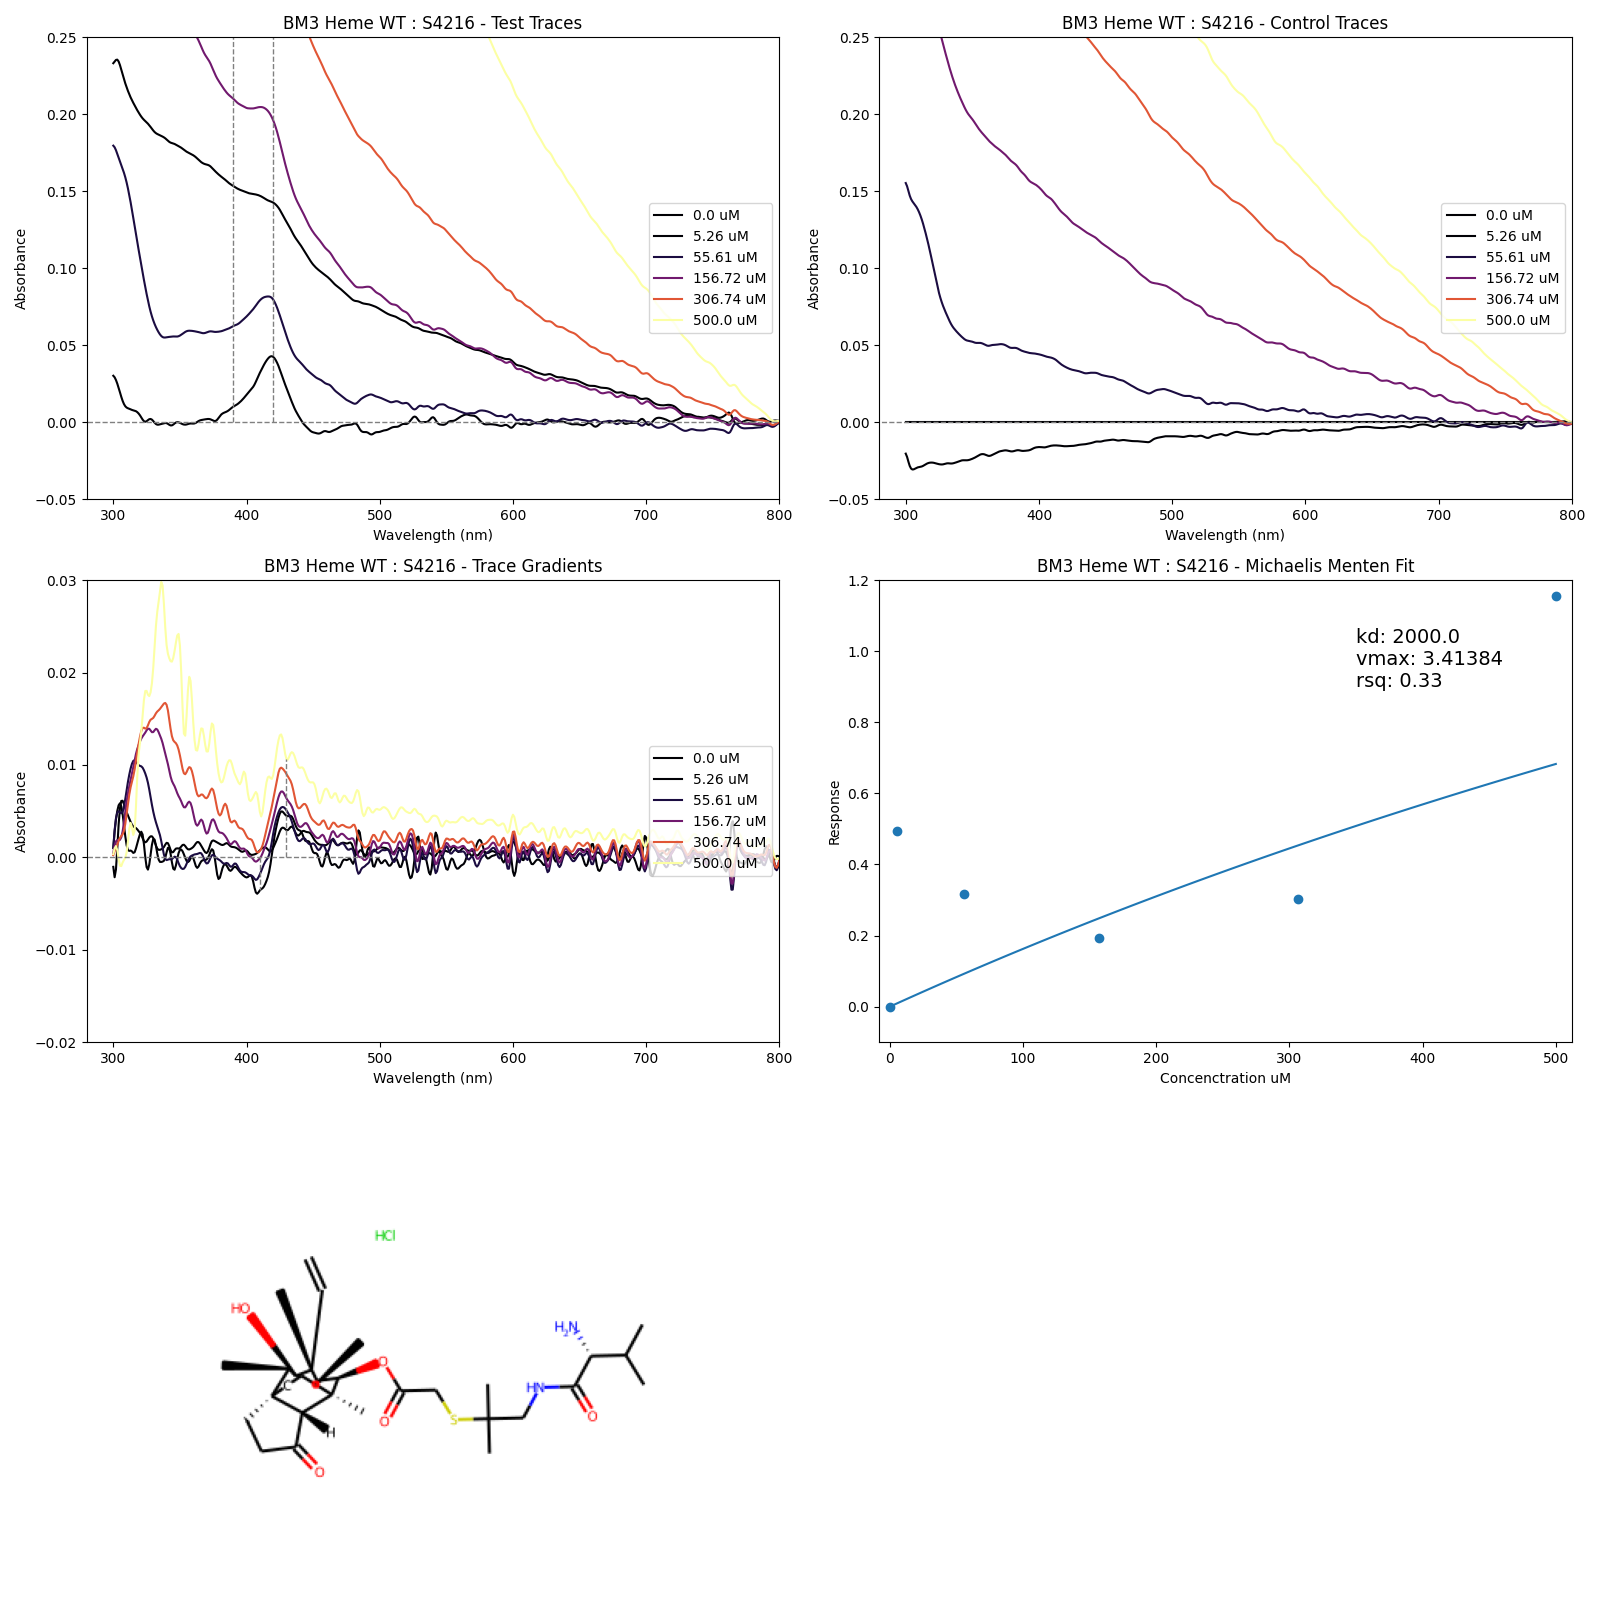 BM3 Heme WT : S4216 - Test Traces
0.25
0.20
0.15
0.10
0.05
0.00
−0.05
Absorbance
300 400 500 600 700 800
Wavelength (nm)
0.0 uM
5.26 uM
55.61 uM
156.72 uM
306.74 uM
500.0 uM
BM3 Heme WT : S4216 - Control Traces
0.25
0.20
0.15
0.10
0.05
0.00
−0.05
Absorbance
300 400 500 600 700 800
Wavelength (nm)
0.0 uM
5.26 uM
55.61 uM
156.72 uM
306.74 uM
500.0 uM
BM3 Heme WT : S4216 - Trace Gradients
0.03
0.02
0.01
0.00
−0.01
−0.02
Absorbance
300 400 500 600 700 800
Wavelength (nm)
0.0 uM
5.26 uM
55.61 uM
156.72 uM
306.74 uM
500.0 uM
BM3 Heme WT : S4216 - Michaelis Menten Fit
1.2
1.0
0.8
0.6
0.4
0.2
0.0
Response
0 100 200 300 400 500
Concenctration uM
kd: 2000.0
vmax: 3.41384
rsq: 0.33
HCl
HO
H2N
O
HN
C
O
S
O
H
O